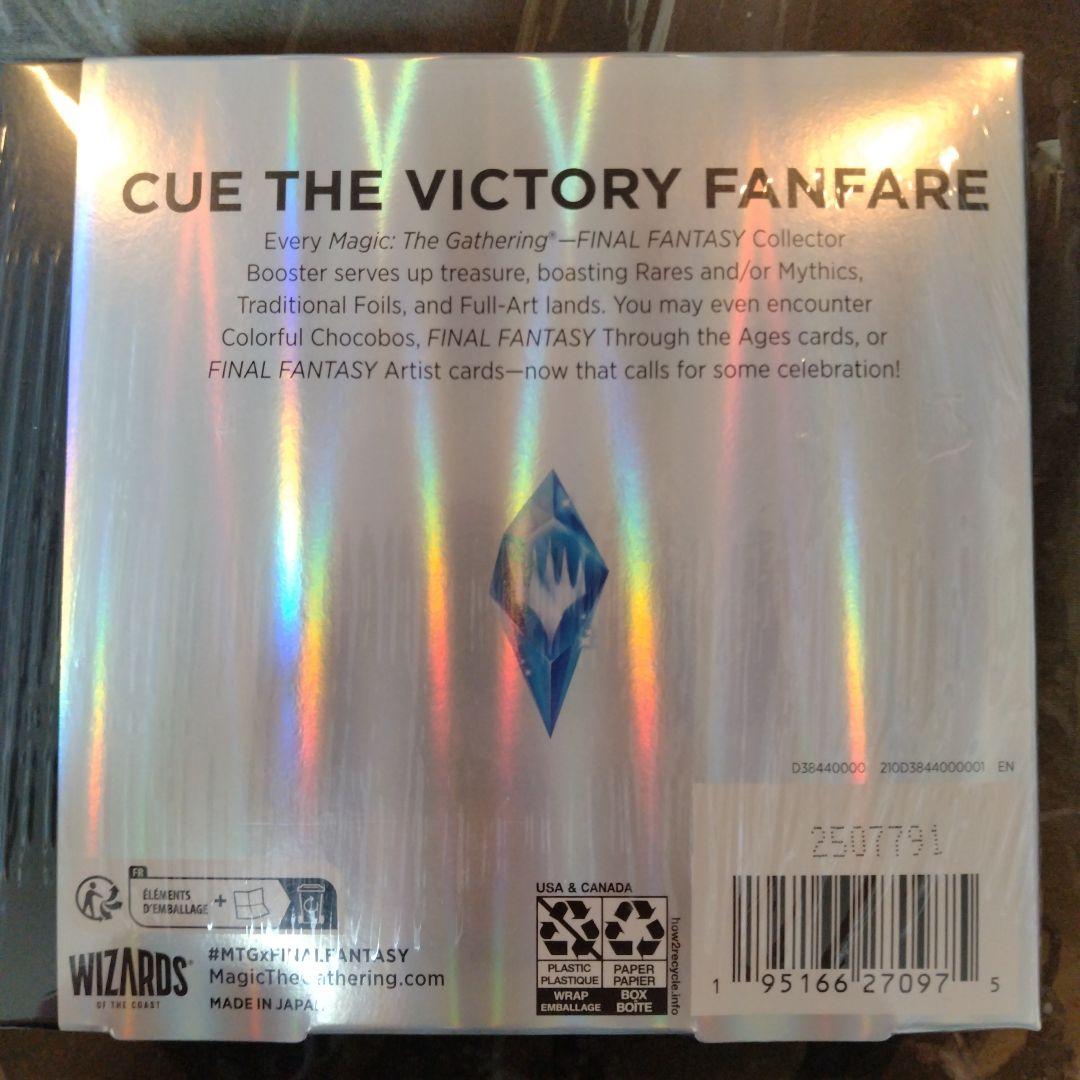 CUE THE VICTORY FANFARE
Every Magic: The Gathering®—FINAL FANTASY Collector
Booster serves up treasure, boasting Rares and/or Mythics,
Traditional Foils, and Full-Art lands. You may even encounter
Colorful Chocobos, FINAL FANTASY Through the Ages cards, or
FINAL FANTASY Artist cards—now that calls for some celebration!
D38440000 210D3844000001 EN
2507791
1 95166 27097 5
FR
ÉLÉMENTS
D'EMBALLAGE +
WIZARDS®
OF THE COAST
#MTGxFINALFANTASY
MagicTheGathering.com
MADE IN JAPAN
USA & CANADA
PLASTIC
PLASTIQUE
WRAP
EMBALLAGE
PAPER
PAPIER
BOX
BOÎTE
how2recycle.info